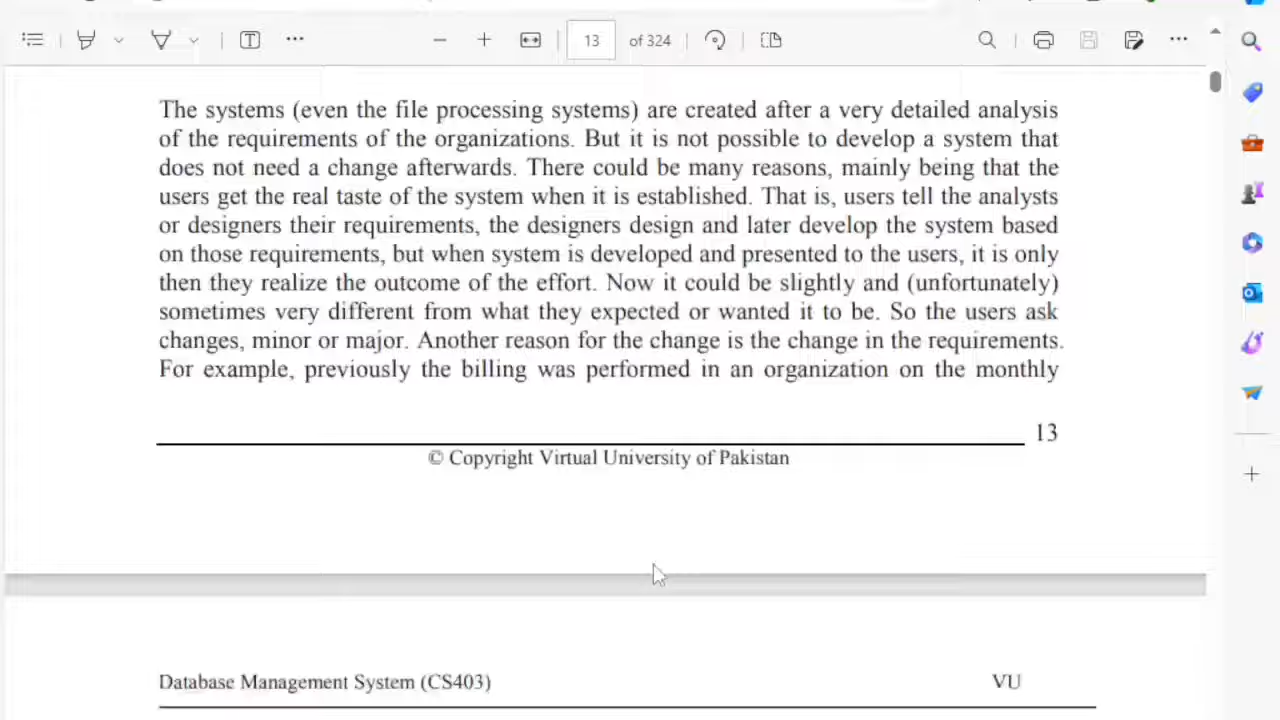 13 of 324
The systems (even the file processing systems) are created after a very detailed analysis
of the requirements of the organizations. But it is not possible to develop a system that
does not need a change afterwards. There could be many reasons, mainly being that the
users get the real taste of the system when it is established. That is, users tell the analysts
or designers their requirements, the designers design and later develop the system based
on those requirements, but when system is developed and presented to the users, it is only
then they realize the outcome of the effort. Now it could be slightly and (unfortunately)
sometimes very different from what they expected or wanted it to be. So the users ask
changes, minor or major. Another reason for the change is the change in the requirements.
For example, previously the billing was performed in an organization on the monthly
13
© Copyright Virtual University of Pakistan
Database Management System (CS403) VU